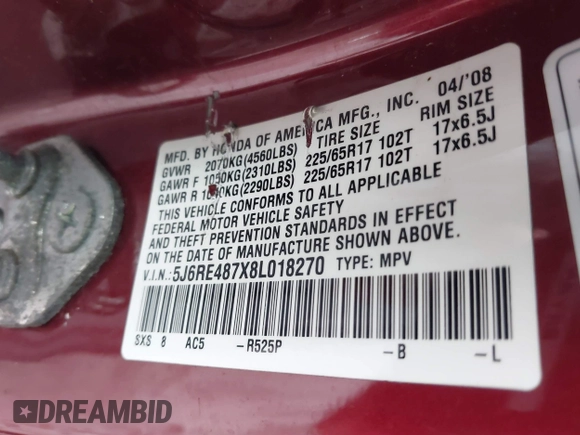 MFD. BY HONDA OF AMERICA MFG., INC. 04/'08
GVWR 2070KG(4560LBS) TIRE SIZE RIM SIZE
GAWR F 1050KG(2310LBS) 225/65R17 102T 17x6.5J
GAWR R 1040KG(2290LBS) 225/65R17 102T 17x6.5J
THIS VEHICLE CONFORMS TO ALL APPLICABLE
FEDERAL MOTOR VEHICLE SAFETY
AND THEFT PREVENTION STANDARDS IN EFFECT
ON THE DATE OF MANUFACTURE SHOWN ABOVE.
V.I.N.: 5J6RE487X8L018270 TYPE: MPV
SXS 8 AC5 -R525P -B -L
DREAMBID